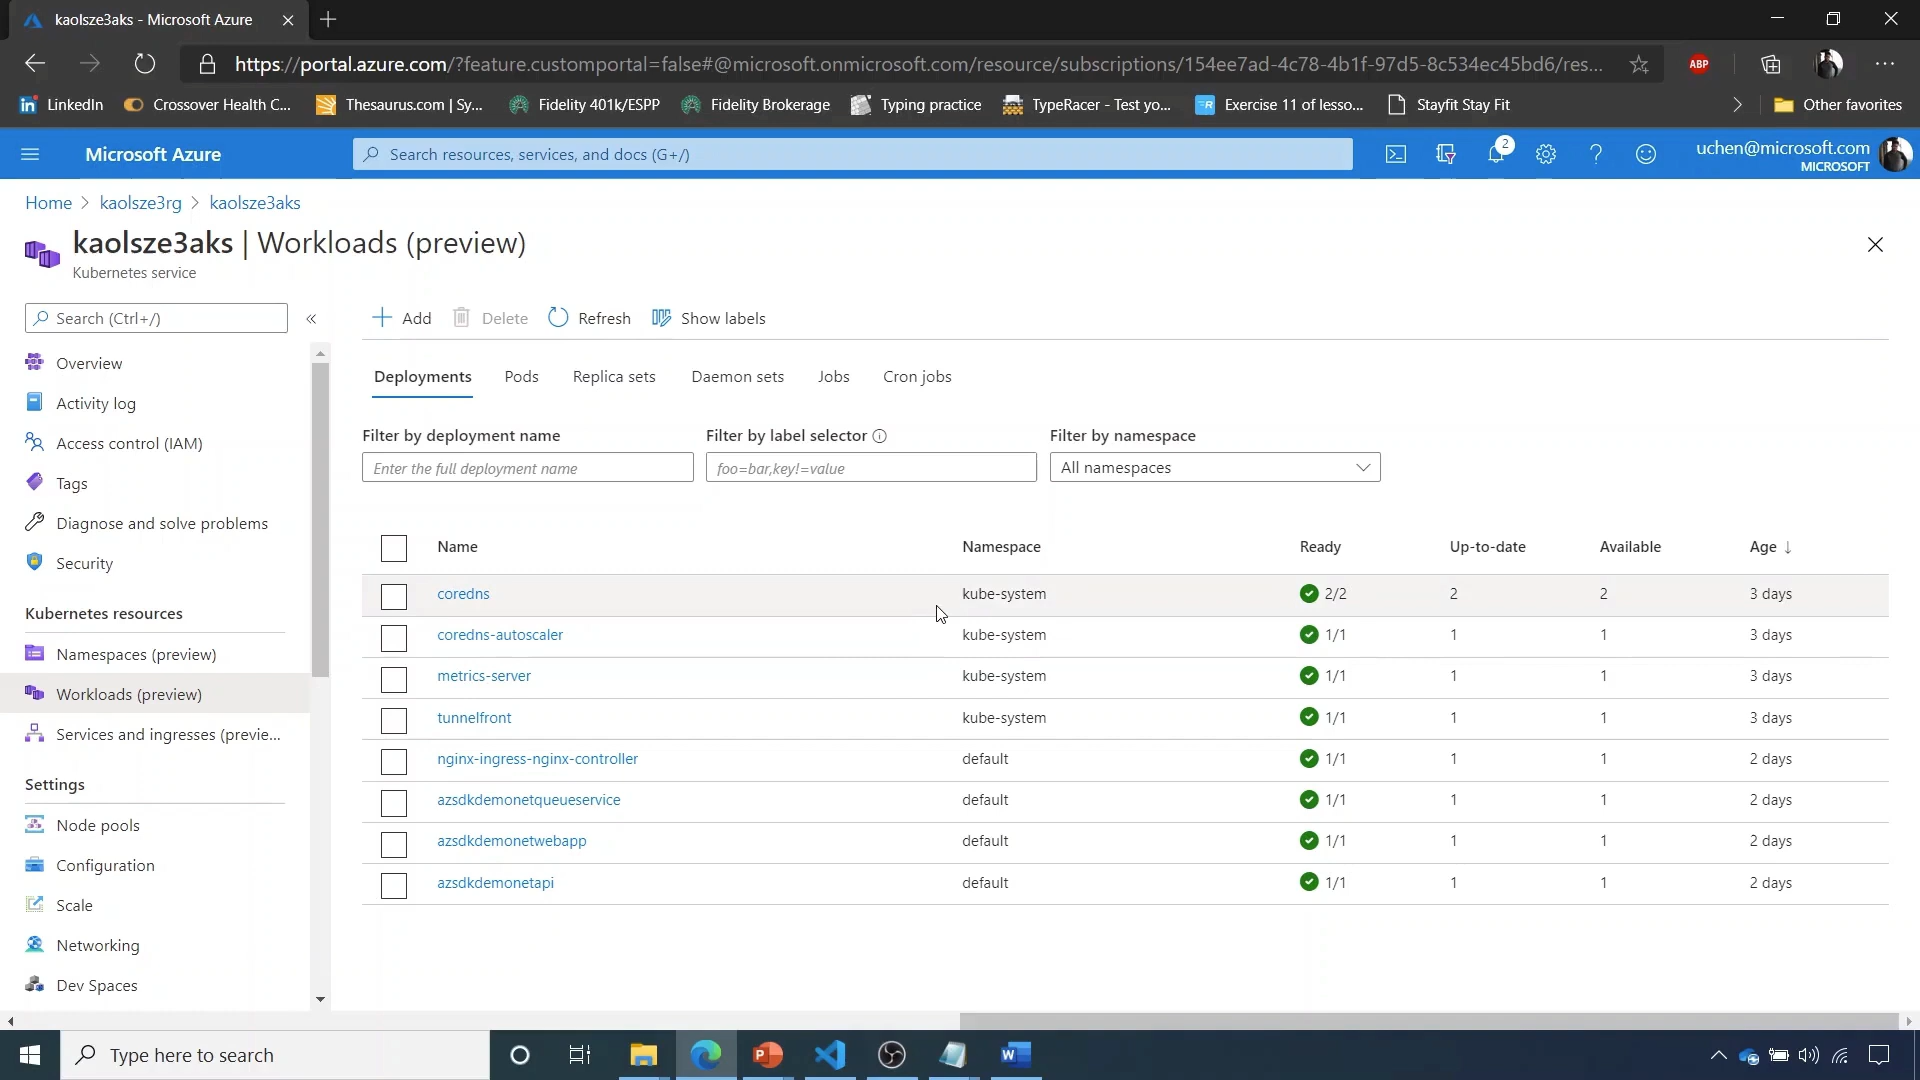 kaolsze3aks - Microsoft Azure
https://portal.azure.com/?feature.customportal=false#@microsoft.onmicrosoft.com/resource/subscriptions/154ee7ad-4c78-4b1f-97d5-8c534ec45bd6/res...
ABP
LinkedIn
Crossover Health C...
Thesaurus.com | Sy...
Fidelity 401k/ESPP
Fidelity Brokerage
Typing practice
TypeRacer - Test yo...
Exercise 11 of lesso...
Stayfit Stay Fit
Other favorites
Microsoft Azure
Search resources, services, and docs (G+/)
2
uchen@microsoft.com
MICROSOFT
Home > kaolsze3rg > kaolsze3aks
kaolsze3aks | Workloads (preview)
Kubernetes service
Search (Ctrl+/)
Overview
Activity log
Access control (IAM)
Tags
Diagnose and solve problems
Security
Kubernetes resources
Namespaces (preview)
Workloads (preview)
Services and ingresses (previe...
Settings
Node pools
Configuration
Scale
Networking
Dev Spaces
Add Delete Refresh Show labels
Deployments Pods Replica sets Daemon sets Jobs Cron jobs
Filter by deployment name Filter by label selector Filter by namespace
Enter the full deployment name foo=bar,key!=value All namespaces
Name Namespace Ready Up-to-date Available Age ↓
coredns kube-system 2/2 2 2 3 days
coredns-autoscaler kube-system 1/1 1 1 3 days
metrics-server kube-system 1/1 1 1 3 days
tunnelfront kube-system 1/1 1 1 3 days
nginx-ingress-nginx-controller default 1/1 1 1 2 days
azsdkdemonetqueueservice default 1/1 1 1 2 days
azsdkdemonetwebapp default 1/1 1 1 2 days
azsdkdemonetapi default 1/1 1 1 2 days
Type here to search